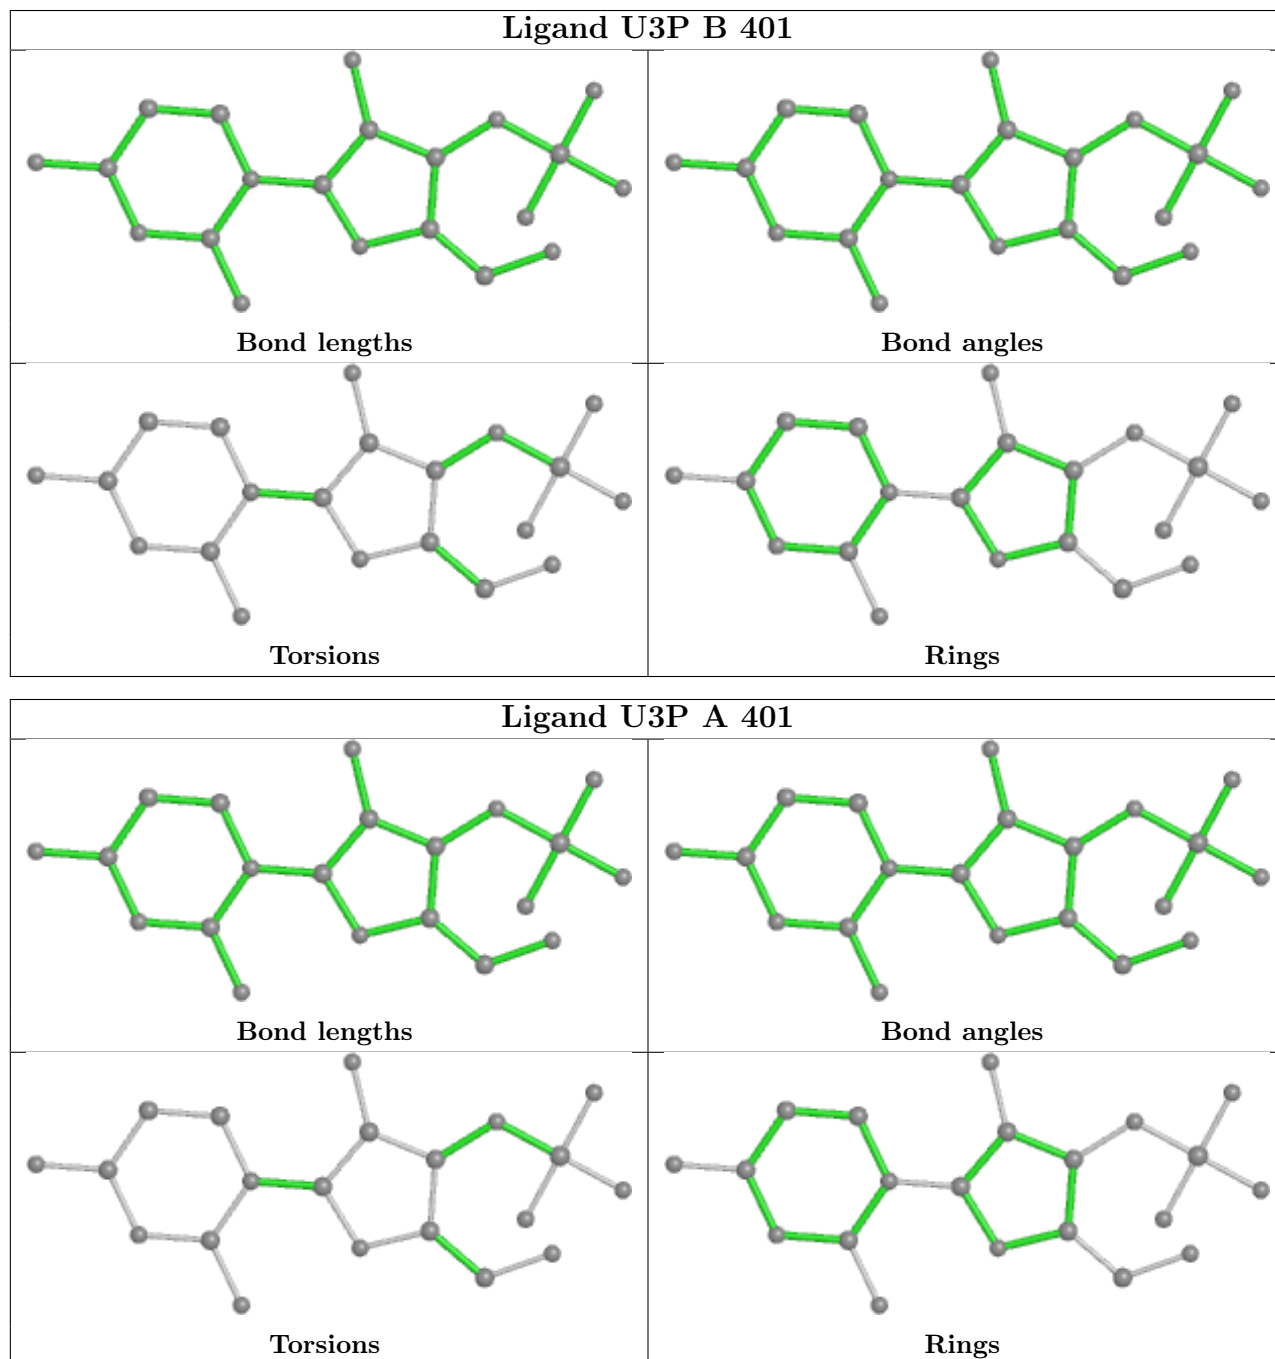 Ligand U3P B 401
Bond lengths
Bond angles
Torsions
Rings
Ligand U3P A 401
Bond lengths
Bond angles
Torsions
Rings